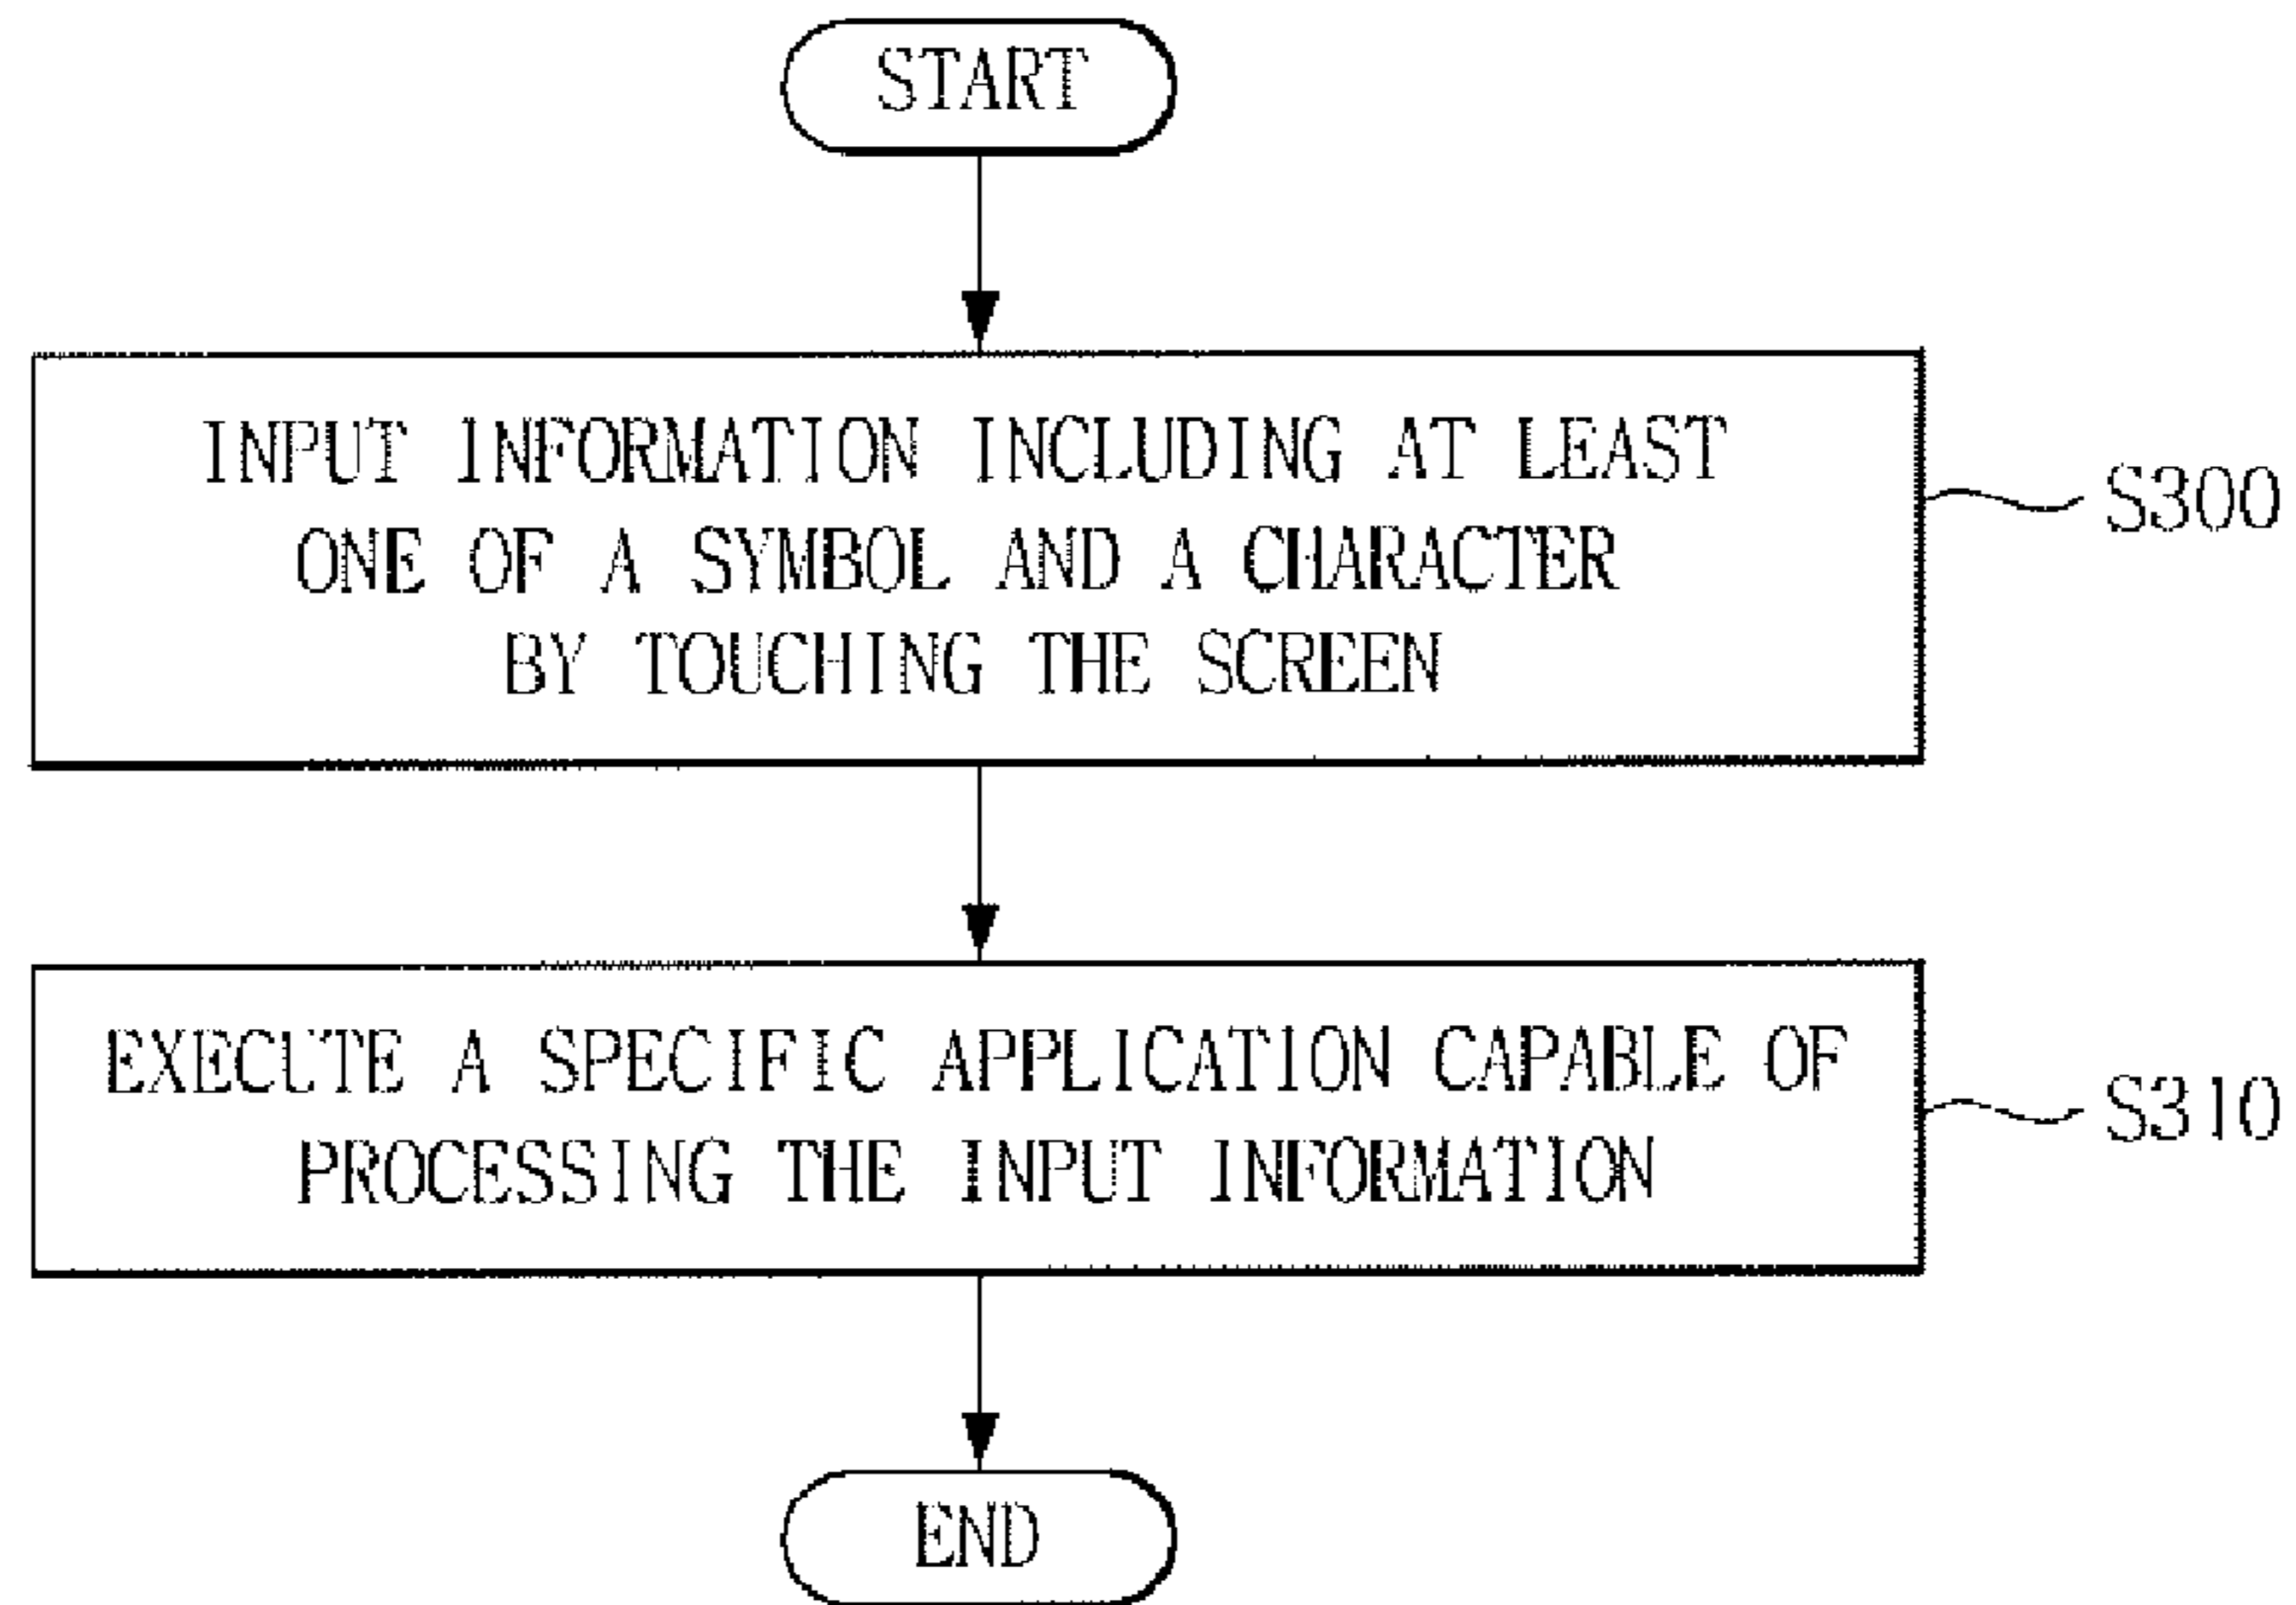 START
INPUT INFORMATION INCLUDING AT LEAST
ONE OF A SYMBOL AND A CHARACTER
BY TOUCHING THE SCREEN
S300
EXECUTE A SPECIFIC APPLICATION CAPABLE OF
PROCESSING THE INPUT INFORMATION
S310
END